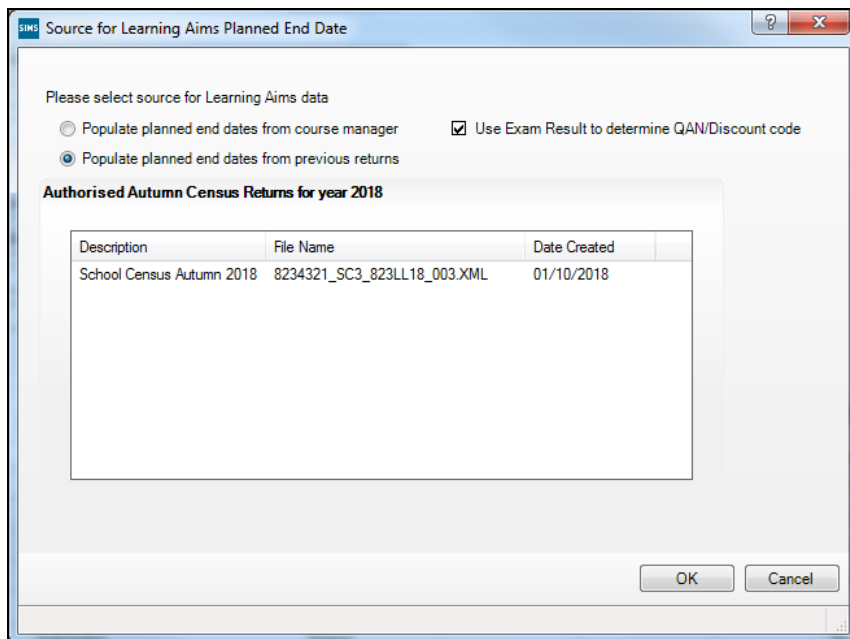 SIMS Source for Learning Aims Planned End Date ? X
Please select source for Learning Aims data
Populate planned end dates from course manager Use Exam Result to determine QAN/Discount code
Populate planned end dates from previous returns
Authorised Autumn Census Returns for year 2018
Description File Name Date Created
School Census Autumn 2018 8234321_SC3_823LL18_003.XML 01/10/2018
OK Cancel